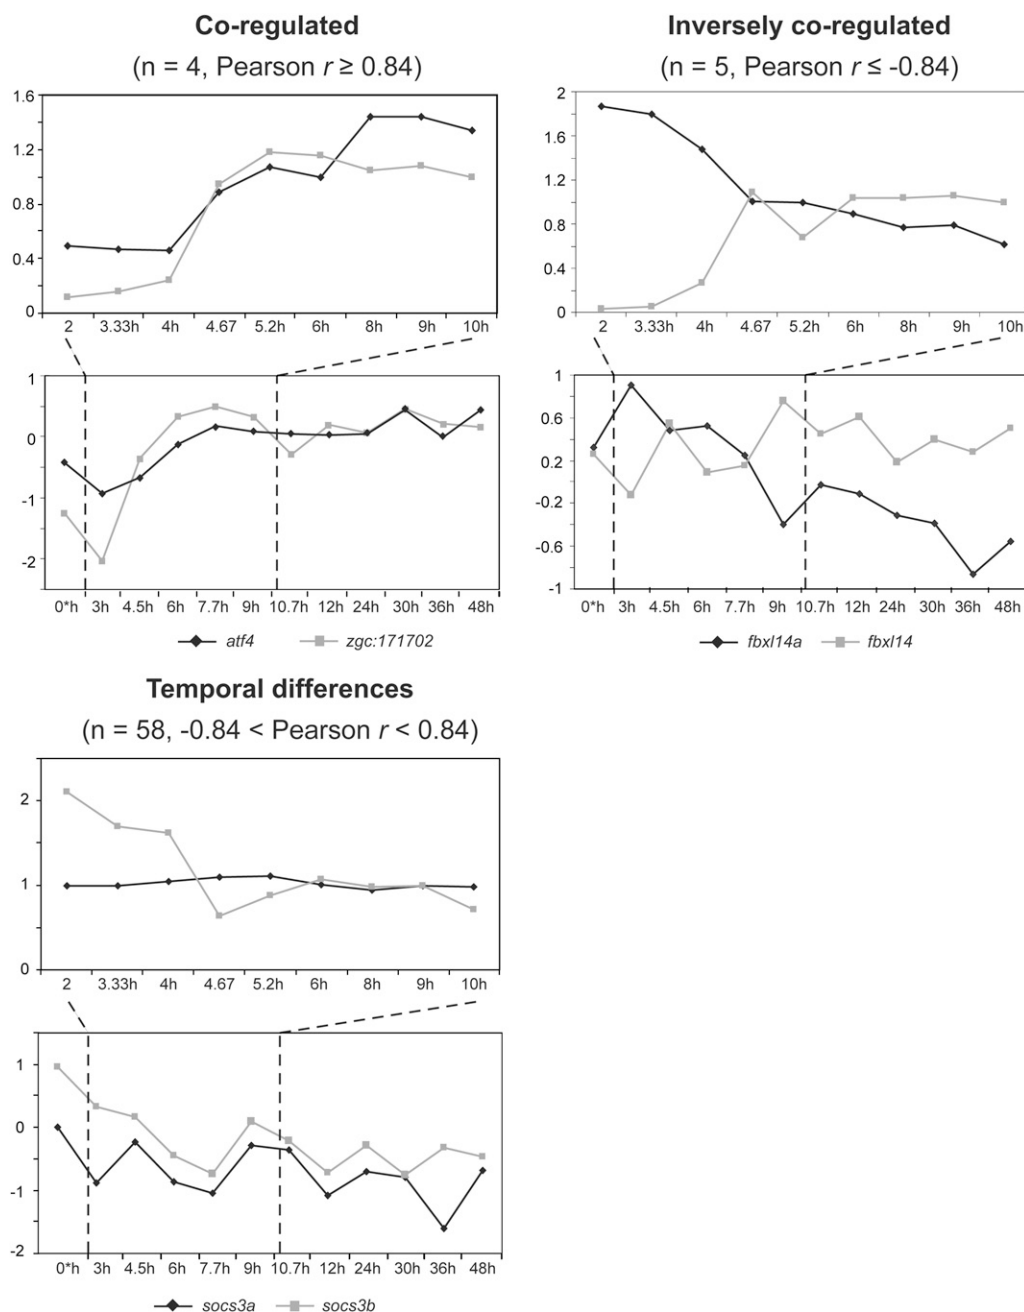 Co-regulated
(n = 4, Pearson r ≥ 0.84)
1.6
1.2
0.8
0.4
0
2 3.33h 4h 4.67 5.2h 6h 8h 9h 10h
1
0
-1
-2
0*h 3h 4.5h 6h 7.7h 9h 10.7h 12h 24h 30h 36h 48h
atf4 zgc:171702
Inversely co-regulated
(n = 5, Pearson r ≤ -0.84)
2
1.6
1.2
0.8
0.4
0
2 3.33h 4h 4.67 5.2h 6h 8h 9h 10h
1
0.6
0.2
-0.2
-0.6
-1
0*h 3h 4.5h 6h 7.7h 9h 10.7h 12h 24h 30h 36h 48h
fbxl14a fbxl14
Temporal differences
(n = 58, -0.84 < Pearson r < 0.84)
2
1
0
2 3.33h 4h 4.67 5.2h 6h 8h 9h 10h
1
0
-1
-2
0*h 3h 4.5h 6h 7.7h 9h 10.7h 12h 24h 30h 36h 48h
socs3a socs3b